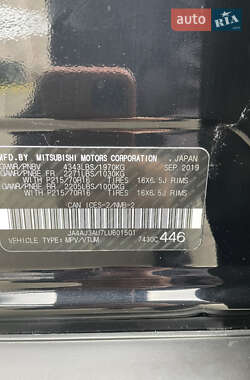 AUTO RIA
MFD.BY MITSUBISHI MOTORS CORPORATION, JAPAN
GVWR/PNBV 4343LBS/1970KG SEP 2019
GAWR/PNBE FR 2271LBS/1030KG
WITH P215/70R16 TIRES 16X6.5J RIMS
GAWR/PNBE RR 2205LBS/1000KG
WITH P215/70R16 TIRES 16X6.5J RIMS
CAN ICES-2/NMB-2
JA4AJ3AU7LU601501
VEHICLE TYPE: MPV/VTUM 7430C 446